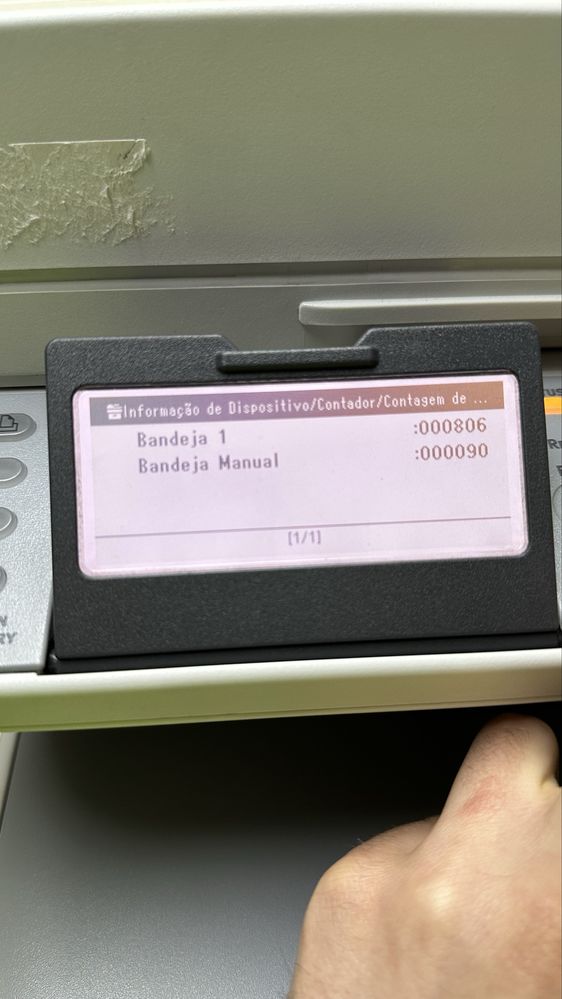 Informação de Dispositivo/Contador/Contagem de ...
Bandeja 1 :000806
Bandeja Manual :000090
[1/1]